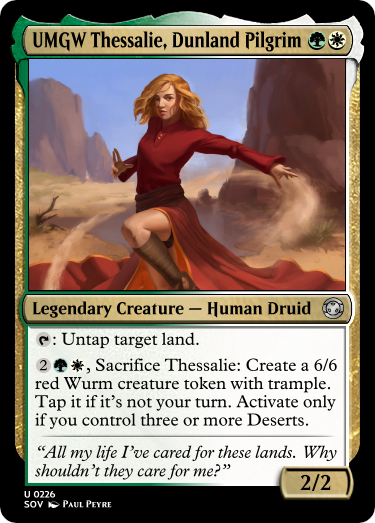 UMGW Thessalie, Dunland Pilgrim
: Untap target land.
2, Sacrifice Thessalie: Create a 6/6
red Wurm creature token with trample.
Tap it if it's not your turn. Activate only
if you control three or more Deserts.
“All my life I've cared for these lands. Why
shouldn't they care for me?”
Legendary Creature — Human Druid
2/2
U 0226
SOV Paul Peyre